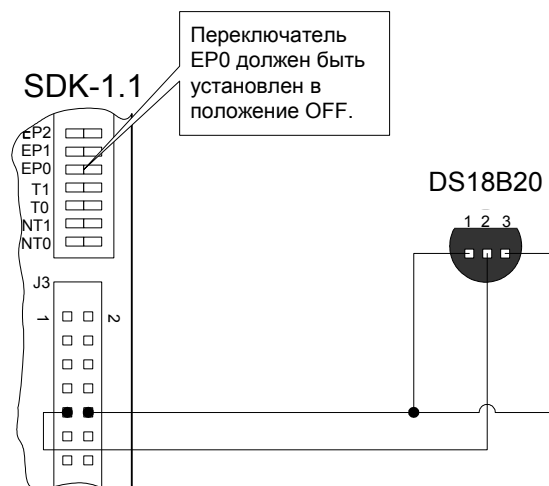 Переключатель
EP0 должен быть
установлен в
положение OFF.
SDK-1.1
EP2
EP1
EP0
T1
T0
NT1
NT0
DS18B20
1 2 3
J3
1 2